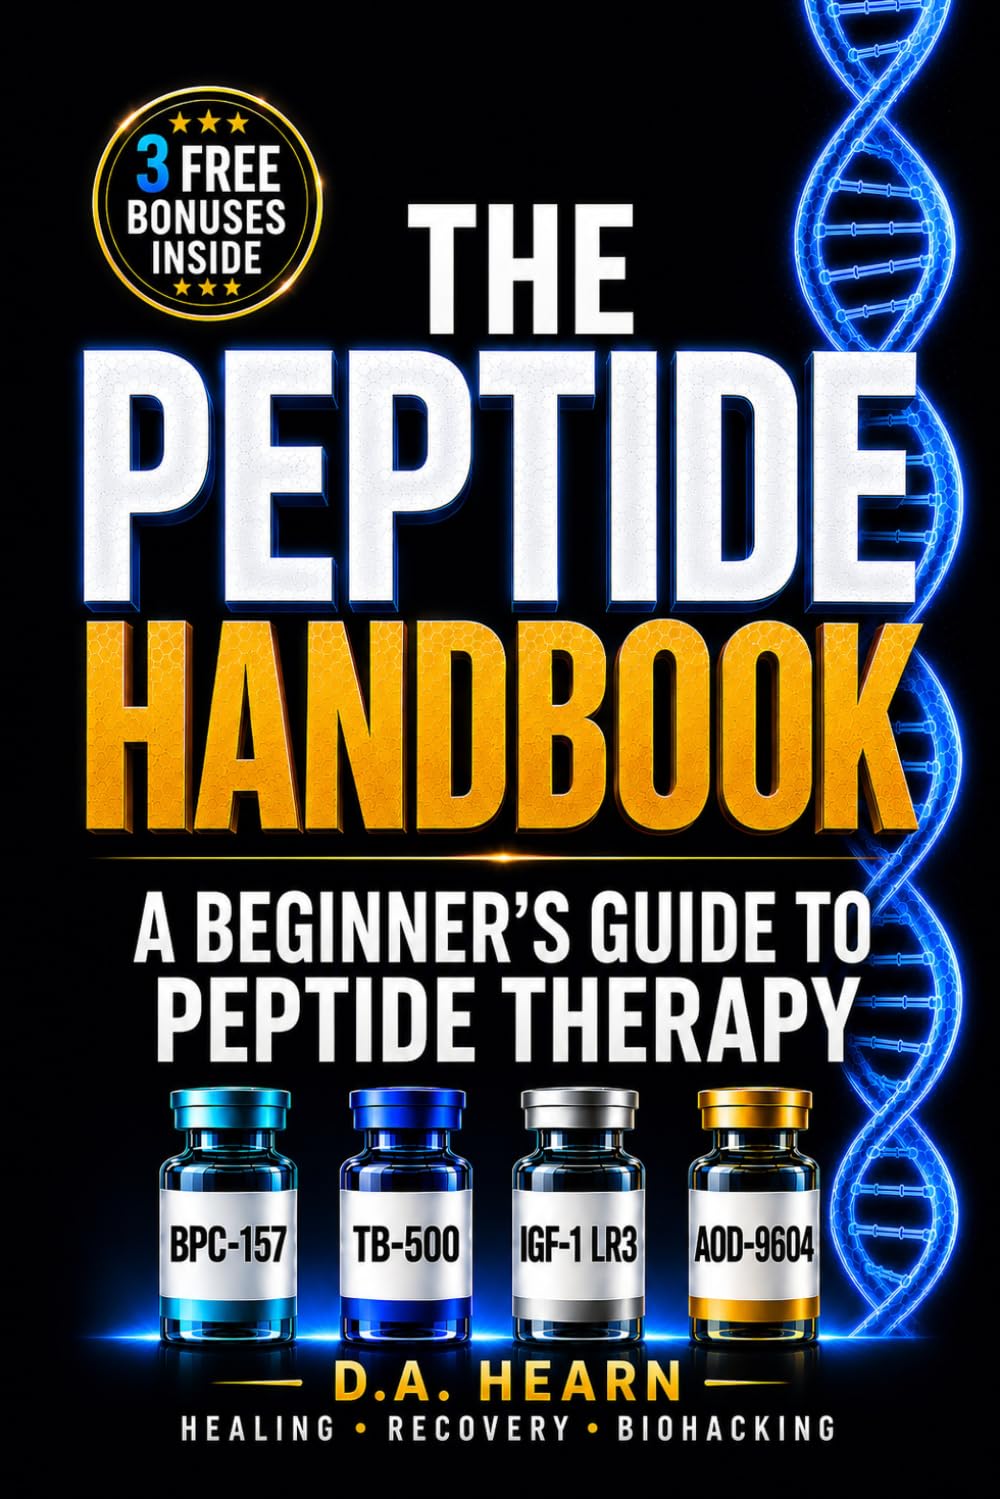 3 FREE
BONUSES
INSIDE
THE
PEPTIDE
HANDBOOK
A BEGINNER’S GUIDE TO
PEPTIDE THERAPY
BPC-157
TB-500
IGF-1 LR3
AOD-9604
D.A. HEARN
HEALING • RECOVERY • BIOHACKING